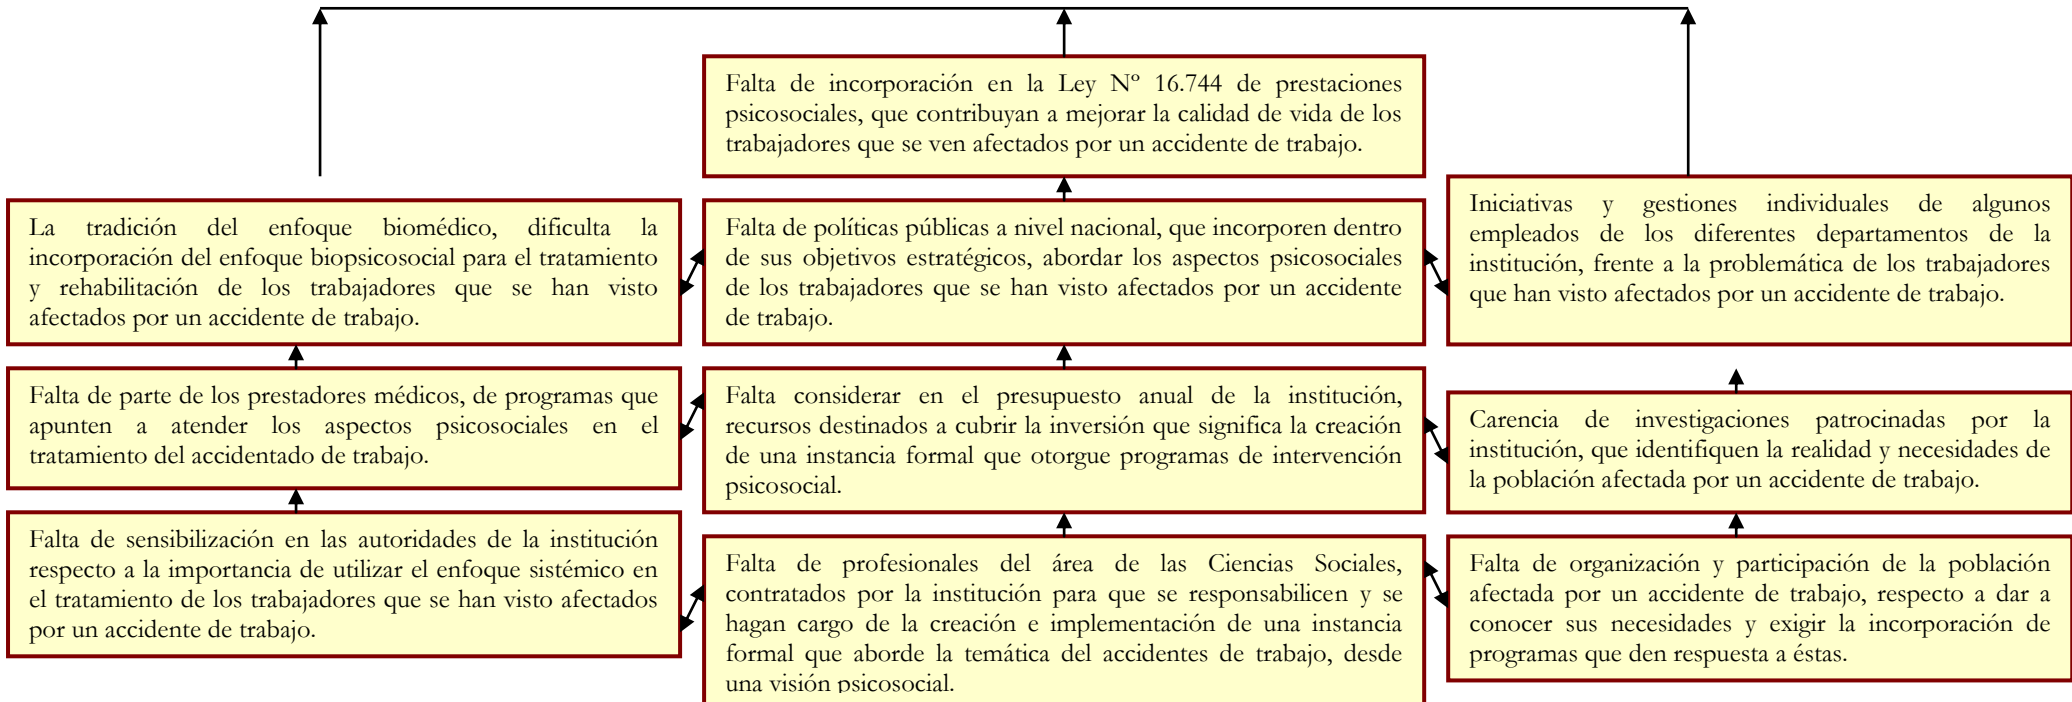 Falta de incorporación en la Ley Nº 16.744 de prestaciones
psicosociales, que contribuyan a mejorar la calidad de vida de los
trabajadores que se ven afectados por un accidente de trabajo.
La tradición del enfoque biomédico, dificulta la
incorporación del enfoque biopsicosocial para el tratamiento
y rehabilitación de los trabajadores que se han visto
afectados por un accidente de trabajo.
Falta de políticas públicas a nivel nacional, que incorporen dentro
de sus objetivos estratégicos, abordar los aspectos psicosociales
de los trabajadores que se han visto afectados por un accidente
de trabajo.
Iniciativas y gestiones individuales de algunos
empleados de los diferentes departamentos de la
institución, frente a la problemática de los trabajadores
que han visto afectados por un accidente de trabajo.
Falta de parte de los prestadores médicos, de programas que
apunten a atender los aspectos psicosociales en el
tratamiento del accidentado de trabajo.
Falta considerar en el presupuesto anual de la institución,
recursos destinados a cubrir la inversión que significa la creación
de una instancia formal que otorgue programas de intervención
psicosocial.
Carencia de investigaciones patrocinadas por la
institución, que identifiquen la realidad y necesidades de
la población afectada por un accidente de trabajo.
Falta de sensibilización en las autoridades de la institución
respecto a la importancia de utilizar el enfoque sistémico en
el tratamiento de los trabajadores que se han visto afectados
por un accidente de trabajo.
Falta de profesionales del área de las Ciencias Sociales,
contratados por la institución para que se responsabilicen y se
hagan cargo de la creación e implementación de una instancia
formal que aborde la temática del accidentes de trabajo, desde
una visión psicosocial.
Falta de organización y participación de la población
afectada por un accidente de trabajo, respecto a dar a
conocer sus necesidades y exigir la incorporación de
programas que den respuesta a éstas.